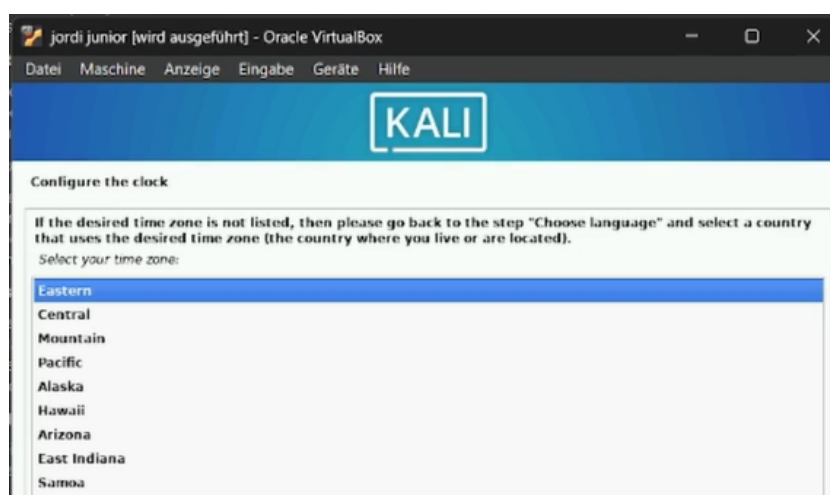 jordi junior [wird ausgeführt] - Oracle VirtualBox
Datei Maschine Anzeige Eingabe Geräte Hilfe
KALI
Configure the clock
If the desired time zone is not listed, then please go back to the step "Choose language" and select a country
that uses the desired time zone (the country where you live or are located).
Select your time zone:
Eastern
Central
Mountain
Pacific
Alaska
Hawaii
Arizona
East Indiana
Samoa